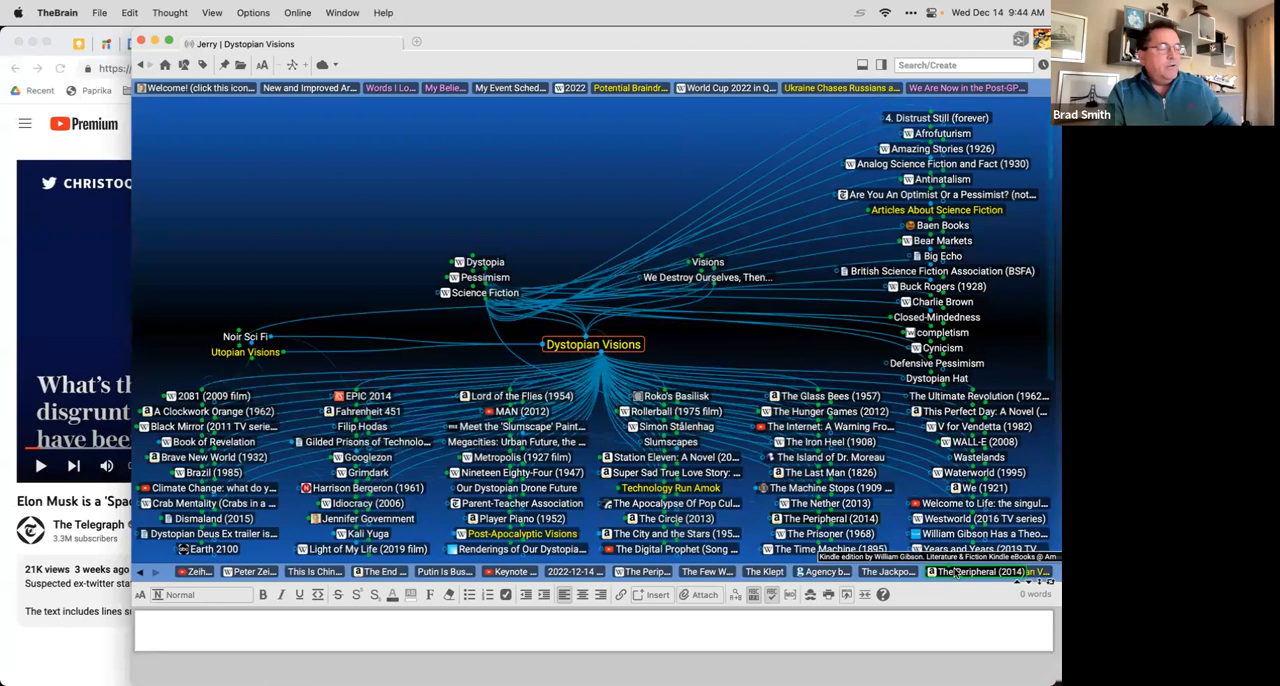 TheBrain File Edit Thought View Options Online Window Help Wed Dec 14 9:44 AM
Jerry | Dystopian Visions
https:/
Search/Create
Recent Paprika
Welcome! (click this icon... New and Improved Ar... Words I Lo... My Belie... My Event Sched... 2022 Potential Braindr... World Cup 2022 in Q... Ukraine Chases Russians a... We Are Now in the Post-GP...
Brad Smith
Premium
4. Distrust Still (forever)
Afrofuturism
Amazing Stories (1926)
Analog Science Fiction and Fact (1930)
Antinatalism
Are You An Optimist Or a Pessimist? (not...
Articles About Science Fiction
Baen Books
Bear Markets
Big Echo
British Science Fiction Association (BSFA)
Buck Rogers (1928)
Charlie Brown
Closed-Mindedness
completism
Cynicism
Defensive Pessimism
Dystopian Hat
Dystopia
Pessimism
Science Fiction
Visions
We Destroy Ourselves, Then...
Noir Sci Fi
Utopian Visions
Dystopian Visions
2081 (2009 film)
A Clockwork Orange (1962)
Black Mirror (2011 TV serie...
Book of Revelation
Brave New World (1932)
Brazil (1985)
Climate Change: what do y...
Crab Mentality (Crabs in a ...
Dismaland (2015)
Dystopian Deus Ex trailer is...
Earth 2100
EPIC 2014
Fahrenheit 451
Filip Hodas
Gilded Prisons of Technolo...
Googlezon
Grimdark
Harrison Bergeron (1961)
Idiocracy (2006)
Jennifer Government
Kali Yuga
Light of My Life (2019 film)
Lord of the Flies (1954)
MAN (2012)
Meet the 'Slumscape' Paint...
Megacities: Urban Future, the ...
Metropolis (1927 film)
Nineteen Eighty-Four (1947)
Our Dystopian Drone Future
Parent-Teacher Association
Player Piano (1952)
Post-Apocalyptic Visions
Renderings of Our Dystopia...
Roko's Basilisk
Rollerball (1975 film)
Simon Stålenhag
Slumscapes
Station Eleven: A Novel (20...
Super Sad True Love Story: ...
Technology Run Amok
The Apocalypse Of Pop Cul...
The Circle (2013)
The City and the Stars (195...
The Digital Prophet (Song ...
The Glass Bees (1957)
The Hunger Games (2012)
The Internet: A Warning Fro...
The Iron Heel (1908)
The Island of Dr. Moreau
The Last Man (1826)
The Machine Stops (1909 ...
The Nether (2013)
The Peripheral (2014)
The Prisoner (1968)
The Time Machine (1895)
The Ultimate Revolution (1962...
This Perfect Day: A Novel (...
V for Vendetta (1982)
WALL-E (2008)
Wastelands
Waterworld (1995)
We (1921)
Welcome to Life: the singul...
Westworld (2016 TV series)
William Gibson Has a Theo...
Years and Years (2019 TV
Kindle edition by William Gibson. Literature & Fiction Kindle eBooks @ Am
Zeih... Peter Zei... This Is Chin... The End ... Putin Is Bus... Keynote ... 2022-12-14 ... The Perip... The Few W... The Klept Agency b... The Jackpo... The Peripheral (2014)
Normal Insert Attach 0 words
CHRISTO
What's th
disgrunt
have bee
Elon Musk is a 'Spac
The Telegraph
3.3M subscribers
21K views 3 weeks ago
Suspected ex-twitter sta
The text includes lines su